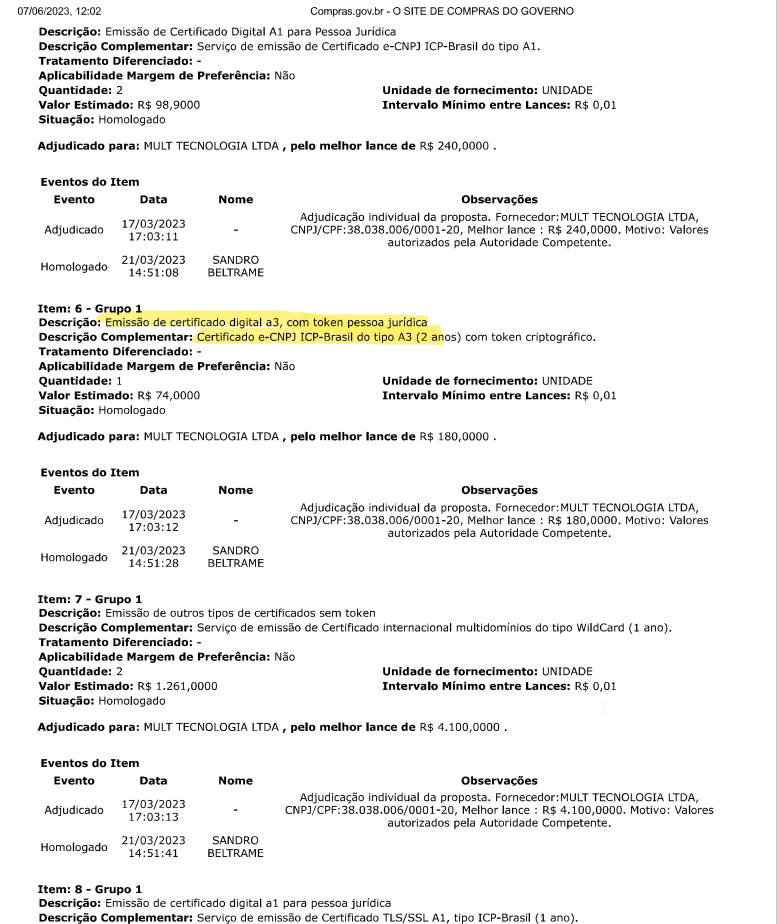 07/06/2023, 12:02 Compras.gov.br - O SITE DE COMPRAS DO GOVERNO
Descrição: Emissão de Certificado Digital A1 para Pessoa Jurídica
Descrição Complementar: Serviço de emissão de Certificado e-CNPJ ICP-Brasil do tipo A1.
Tratamento Diferenciado: -
Aplicabilidade Margem de Preferência: Não
Quantidade: 2 Unidade de fornecimento: UNIDADE
Valor Estimado: R$ 98,9000 Intervalo Mínimo entre Lances: R$ 0,01
Situação: Homologado
Adjudicado para: MULT TECNOLOGIA LTDA , pelo melhor lance de R$ 240,0000 .
Eventos do Item
Evento Data Nome Observações
Adjudicado 17/03/2023 17:03:11 - Adjudicação individual da proposta. Fornecedor:MULT TECNOLOGIA LTDA,
CNPJ/CPF:38.038.006/0001-20, Melhor lance : R$ 240,0000. Motivo: Valores
autorizados pela Autoridade Competente.
Homologado 21/03/2023 14:51:08 SANDRO BELTRAME
Item: 6 - Grupo 1
Descrição: Emissão de certificado digital a3, com token pessoa jurídica
Descrição Complementar: Certificado e-CNPJ ICP-Brasil do tipo A3 (2 anos) com token criptográfico.
Tratamento Diferenciado: -
Aplicabilidade Margem de Preferência: Não
Quantidade: 1 Unidade de fornecimento: UNIDADE
Valor Estimado: R$ 74,0000 Intervalo Mínimo entre Lances: R$ 0,01
Situação: Homologado
Adjudicado para: MULT TECNOLOGIA LTDA , pelo melhor lance de R$ 180,0000 .
Eventos do Item
Evento Data Nome Observações
Adjudicado 17/03/2023 17:03:12 - Adjudicação individual da proposta. Fornecedor:MULT TECNOLOGIA LTDA,
CNPJ/CPF:38.038.006/0001-20, Melhor lance : R$ 180,0000. Motivo: Valores
autorizados pela Autoridade Competente.
Homologado 21/03/2023 14:51:28 SANDRO BELTRAME
Item: 7 - Grupo 1
Descrição: Emissão de outros tipos de certificados sem token
Descrição Complementar: Serviço de emissão de Certificado internacional multidomínios do tipo WildCard (1 ano).
Tratamento Diferenciado: -
Aplicabilidade Margem de Preferência: Não
Quantidade: 2 Unidade de fornecimento: UNIDADE
Valor Estimado: R$ 1.261,0000 Intervalo Mínimo entre Lances: R$ 0,01
Situação: Homologado
Adjudicado para: MULT TECNOLOGIA LTDA , pelo melhor lance de R$ 4.100,0000 .
Eventos do Item
Evento Data Nome Observações
Adjudicado 17/03/2023 17:03:13 - Adjudicação individual da proposta. Fornecedor:MULT TECNOLOGIA LTDA,
CNPJ/CPF:38.038.006/0001-20, Melhor lance : R$ 4.100,0000. Motivo: Valores
autorizados pela Autoridade Competente.
Homologado 21/03/2023 14:51:41 SANDRO BELTRAME
Item: 8 - Grupo 1
Descrição: Emissão de certificado digital a1 para pessoa jurídica
Descrição Complementar: Serviço de emissão de Certificado TLS/SSL A1, tipo ICP-Brasil (1 ano).